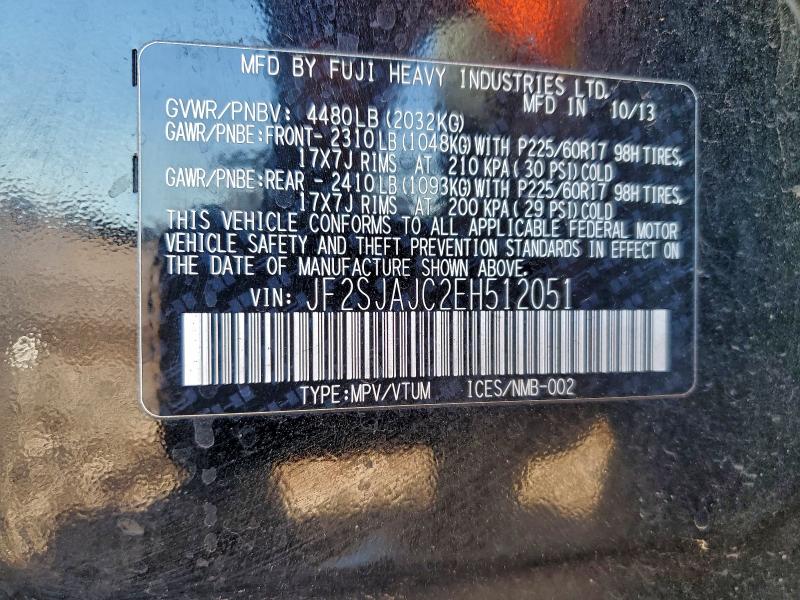 MFD BY FUJI HEAVY INDUSTRIES LTD.
MFD IN 10/13
GVWR/PNBV: 4480LB(2032KG)
GAWR/PNBE:FRONT- 2310LB(1048KG)WITH P225/60R17 98H TIRES,
17X7J RIMS AT 210 KPA( 30 PSI)COLD
GAWR/PNBE:REAR - 2410LB(1093KG)WITH P225/60R17 98H TIRES,
17X7J RIMS AT 200 KPA( 29 PSI)COLD
THIS VEHICLE CONFORMS TO ALL APPLICABLE FEDERAL MOTOR
VEHICLE SAFETY AND THEFT PREVENTION STANDARDS IN EFFECT ON
THE DATE OF MANUFACTURE SHOWN ABOVE.
VIN: JF2SJAJC2EH512051
TYPE:MPV/VTUM ICES/NMB-002